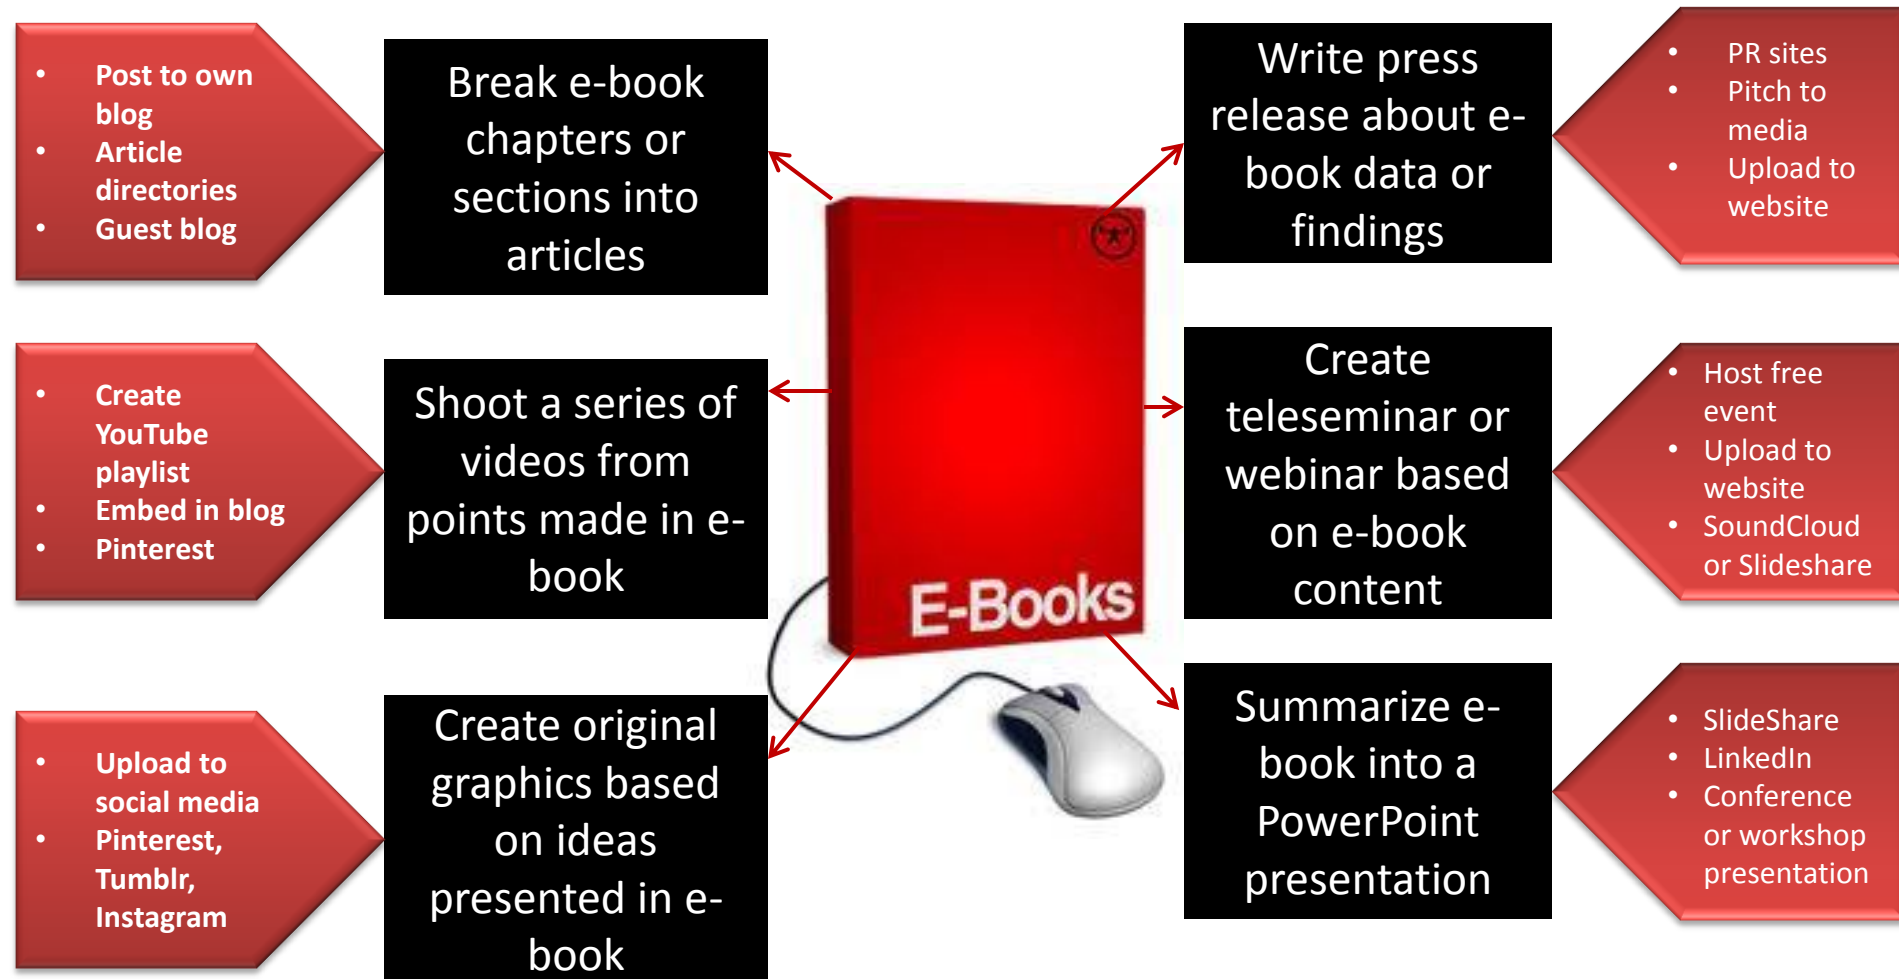 • Post to own
blog
• Article
directories
• Guest blog
Break e-book
chapters or
sections into
articles
Write press
release about e-
book data or
findings
• PR sites
• Pitch to
media
• Upload to
website
• Create
YouTube
playlist
• Embed in blog
• Pinterest
Shoot a series of
videos from
points made in e-
book
E-Books
Create
teleseminar or
webinar based
on e-book
content
• Host free
event
• Upload to
website
• SoundCloud
or Slideshare
• Upload to
social media
• Pinterest,
Tumblr,
Instagram
Create original
graphics based
on ideas
presented in e-
book
Summarize e-
book into a
PowerPoint
presentation
• SlideShare
• LinkedIn
• Conference
or workshop
presentation